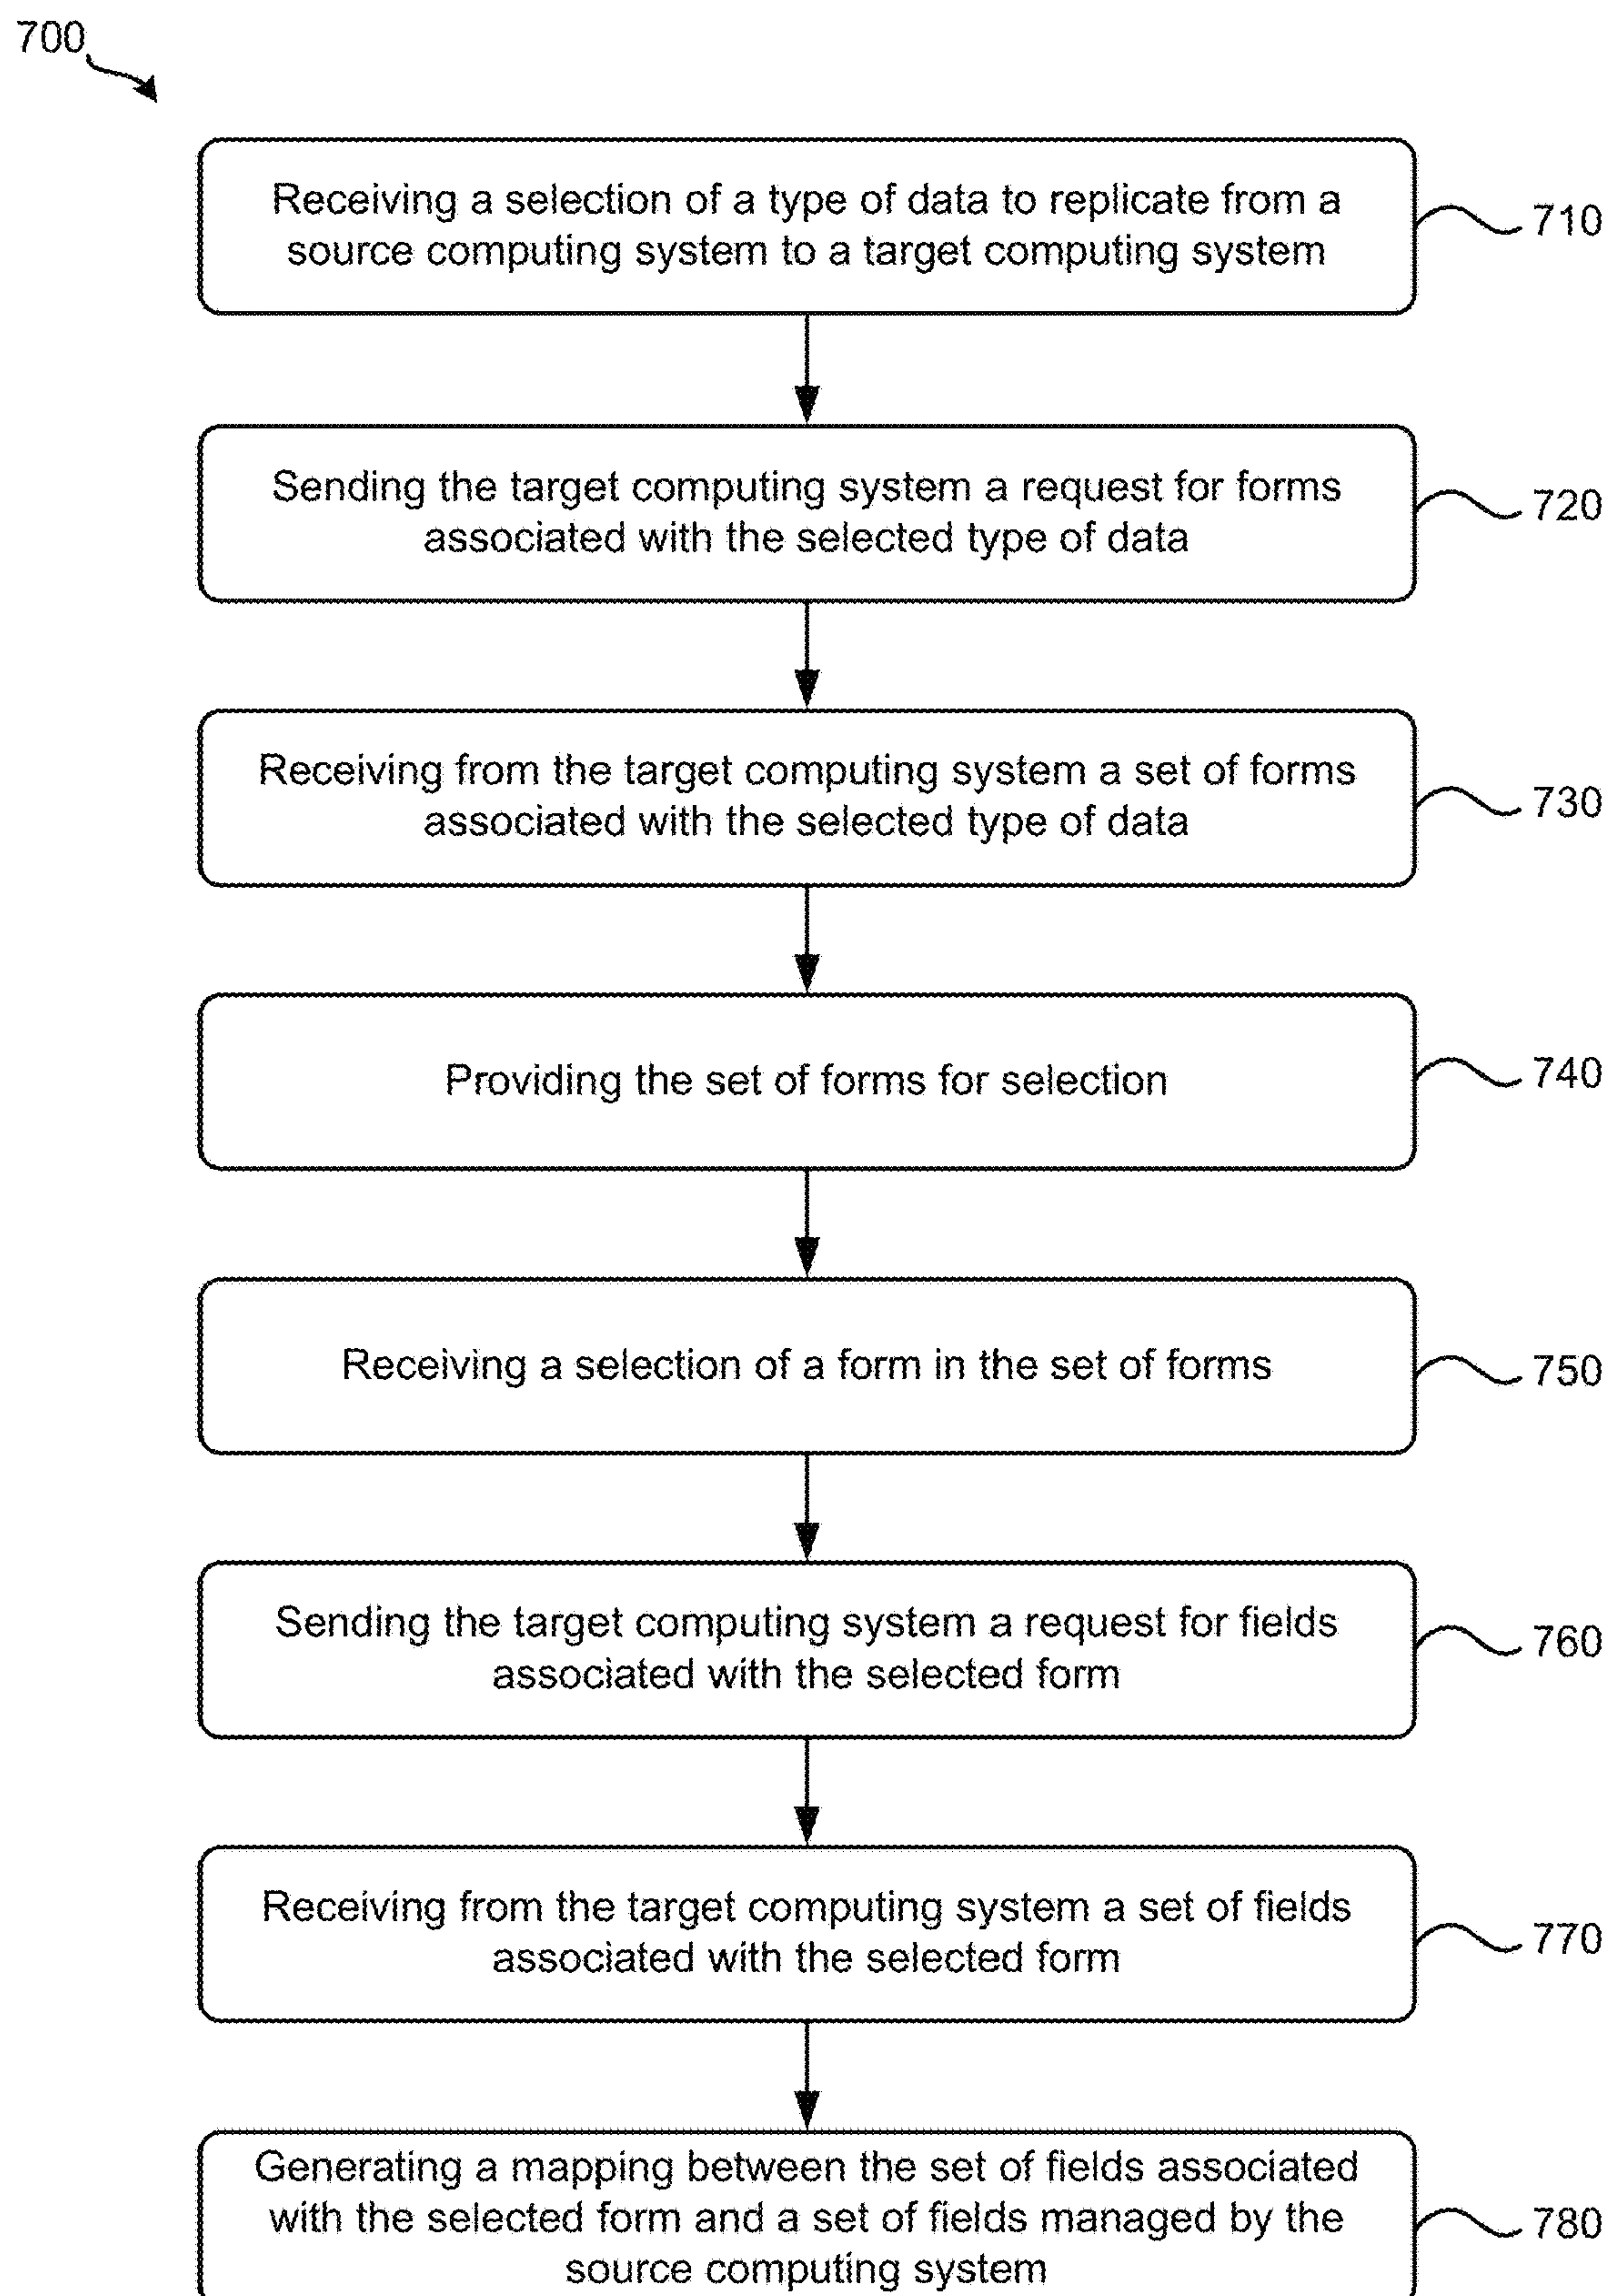 700
Receiving a selection of a type of data to replicate from a
source computing system to a target computing system
710
Sending the target computing system a request for forms
associated with the selected type of data
720
Receiving from the target computing system a set of forms
associated with the selected type of data
730
Providing the set of forms for selection
740
Receiving a selection of a form in the set of forms
750
Sending the target computing system a request for fields
associated with the selected form
760
Receiving from the target computing system a set of fields
associated with the selected form
770
Generating a mapping between the set of fields associated
with the selected form and a set of fields managed by the
source computing system
780